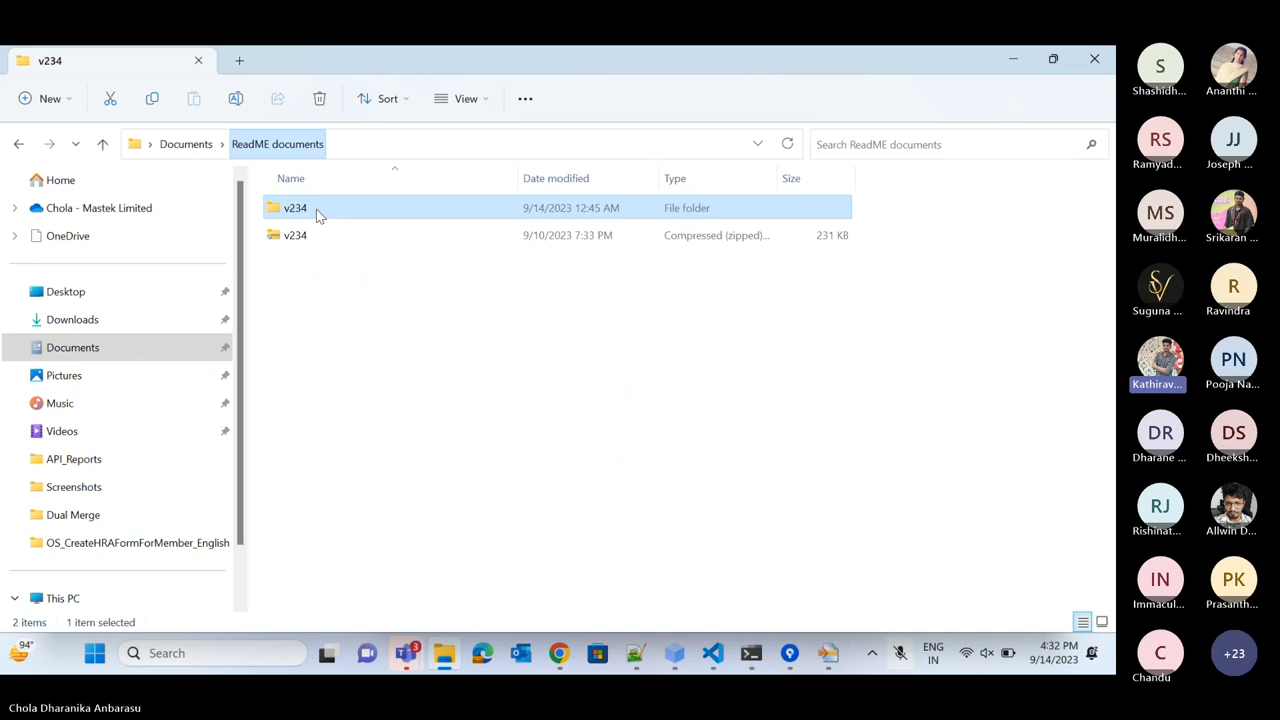 v234
New
Sort
View
Documents
ReadME documents
Search ReadME documents
Name
Date modified
Type
Size
v234
9/14/2023 12:45 AM
File folder
v234
9/10/2023 7:33 PM
Compressed (zipped)...
231 KB
Home
Chola - Mastek Limited
OneDrive
Desktop
Downloads
Documents
Pictures
Music
Videos
API_Reports
Screenshots
Dual Merge
OS_CreateHRAFormForMember_English
This PC
2 items
1 item selected
94°
Search
3
ENG
IN
4:32 PM
9/14/2023
S
Shashidh...
Ananthi ...
RS
Ramyad...
JJ
Joseph ...
MS
Muralidh...
Srikaran ...
SV
Suguna ...
R
Ravindra
Kathirav...
PN
Pooja Na...
DR
Dharane ...
DS
Dheeksh...
RJ
Rishinat...
Allwin D...
IN
Immacul...
PK
Prasanth...
C
Chandu
+23
Chola Dharanika Anbarasu